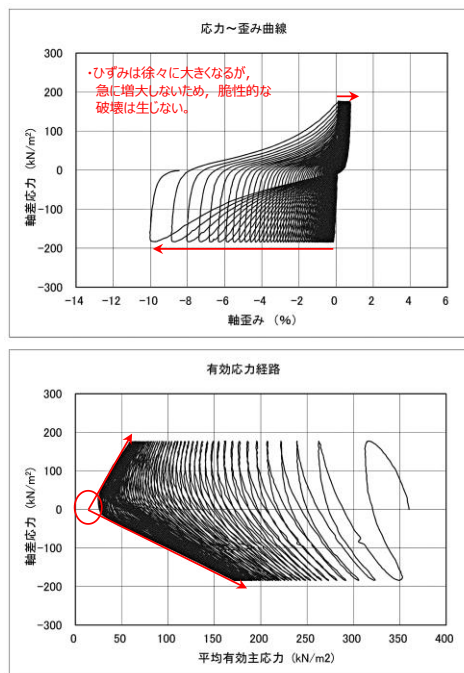 応力～歪み曲線
・ひずみは徐々に大きくなるが，
急に増大しないため，脆性的な
破壊は生じない。
軸差応力 (kN/m²)
300
200
100
0
-100
-200
-300
-14 -12 -10 -8 -6 -4 -2 0 2 4 6
軸歪み （％）
有効応力経路
軸差応力 (kN/m²)
300
200
100
0
-100
-200
-300
0 50 100 150 200 250 300 350 400
平均有効主応力 (kN/m2)